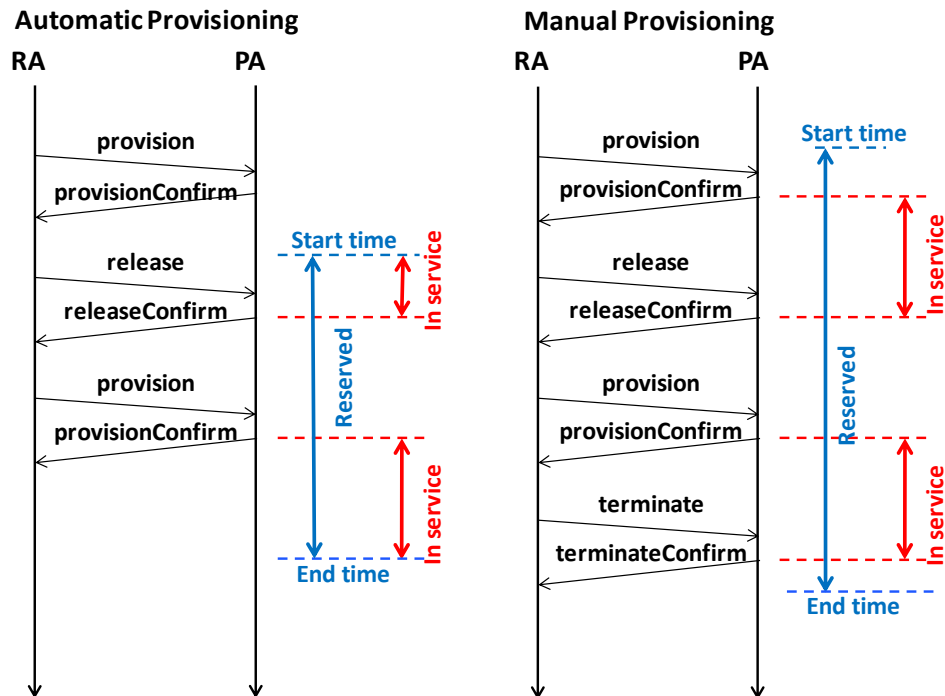 Automatic Provisioning
RA
PA
provision
provisionConfirm
Start time
release
In service
releaseConfirm
Reserved
provision
provisionConfirm
In service
End time
Manual Provisioning
RA
PA
Start time
provision
provisionConfirm
In service
release
releaseConfirm
provision
Reserved
provisionConfirm
In service
terminate
terminateConfirm
End time